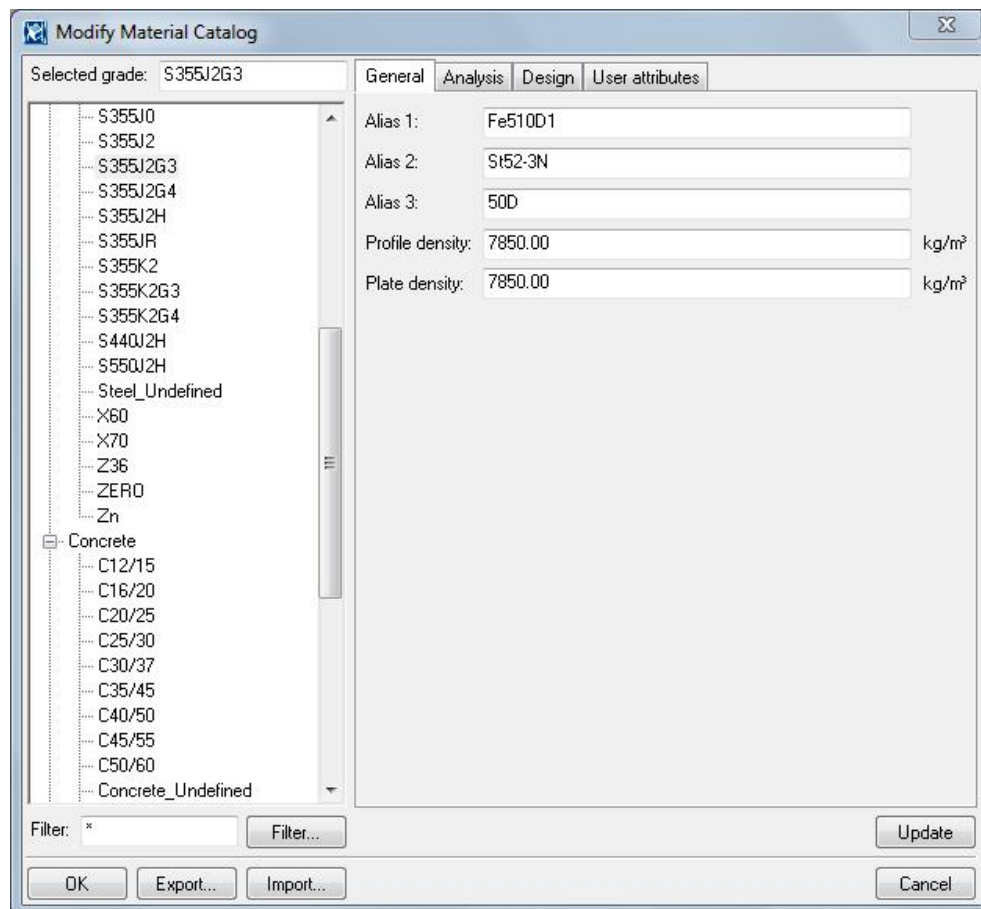 Modify Material Catalog
Selected grade: S355J2G3
General Analysis Design User attributes
S355J0
S355J2
S355J2G3
S355J2G4
S355J2H
S355JR
S355K2
S355K2G3
S355K2G4
S440J2H
S550J2H
Steel_Undefined
X60
X70
Z36
ZERO
Zn
Concrete
C12/15
C16/20
C20/25
C25/30
C30/37
C35/45
C40/50
C45/55
C50/60
Concrete_Undefined
Alias 1: Fe510D1
Alias 2: St52-3N
Alias 3: 50D
Profile density: 7850.00 kg/m³
Plate density: 7850.00 kg/m³
Filter: * Filter... Update
OK Export... Import... Cancel